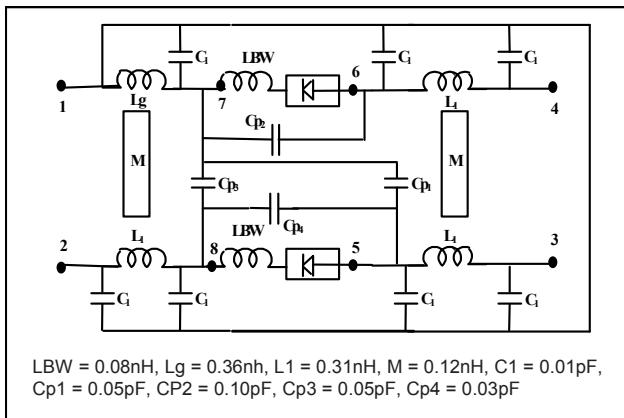 C₁
LBW
6
C₁
C₁
1
Lg
7
L₁
4
Cp₂
M
Cp₃
Cp₁
M
Cp₄
2
L₁
8
LBW
5
L₁
3
C₁
C₁
C₁
C₁
LBW = 0.08nH, Lg = 0.36nh, L1 = 0.31nH, M = 0.12nH, C1 = 0.01pF,
Cp1 = 0.05pF, CP2 = 0.10pF, Cp3 = 0.05pF, Cp4 = 0.03pF